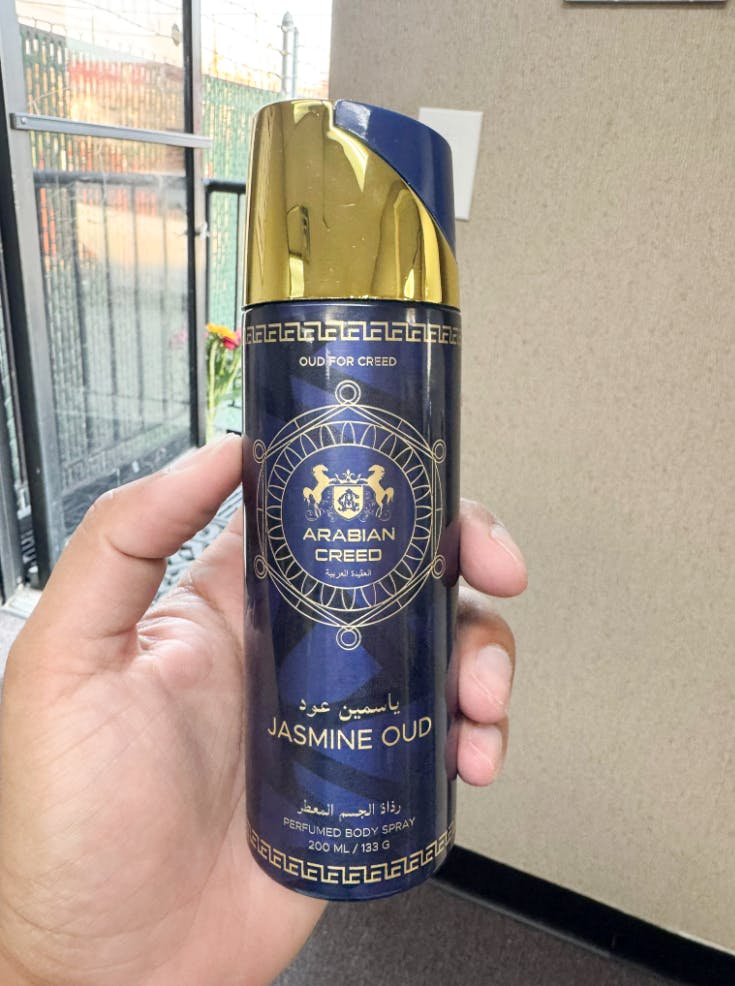 OUD FOR CREED
ARABIAN
CREED
العقيدة العربية
ياسمين عود
JASMINE OUD
رذاذ الجسم المعطر
PERFUMED BODY SPRAY
200 ML / 133 G